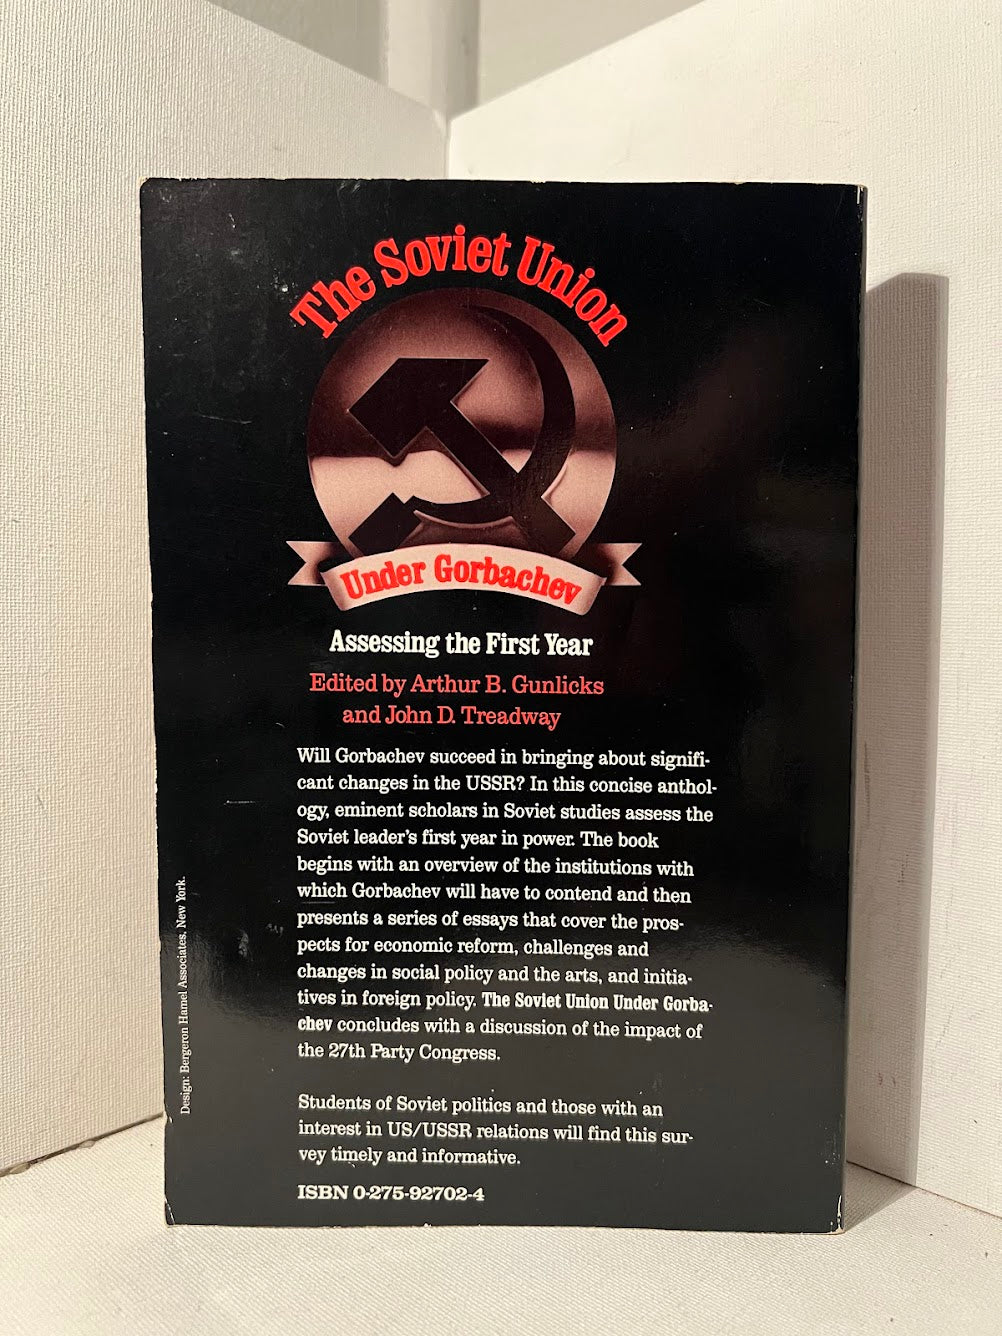 The Soviet Union
Under Gorbachev
Assessing the First Year
Edited by Arthur B. Gunlicks
and John D. Treadway
Will Gorbachev succeed in bringing about signifi-
cant changes in the USSR? In this concise anthol-
ogy, eminent scholars in Soviet studies assess the
Soviet leader's first year in power. The book
begins with an overview of the institutions with
which Gorbachev will have to contend and then
presents a series of essays that cover the pros-
pects for economic reform, challenges and
changes in social policy and the arts, and initia-
tives in foreign policy. The Soviet Union Under Gorba-
chev concludes with a discussion of the impact of
the 27th Party Congress.
Students of Soviet politics and those with an
interest in US/USSR relations will find this sur-
vey timely and informative.
ISBN 0-275-92702-4
Design: Bergeron Hamel Associates, New York.